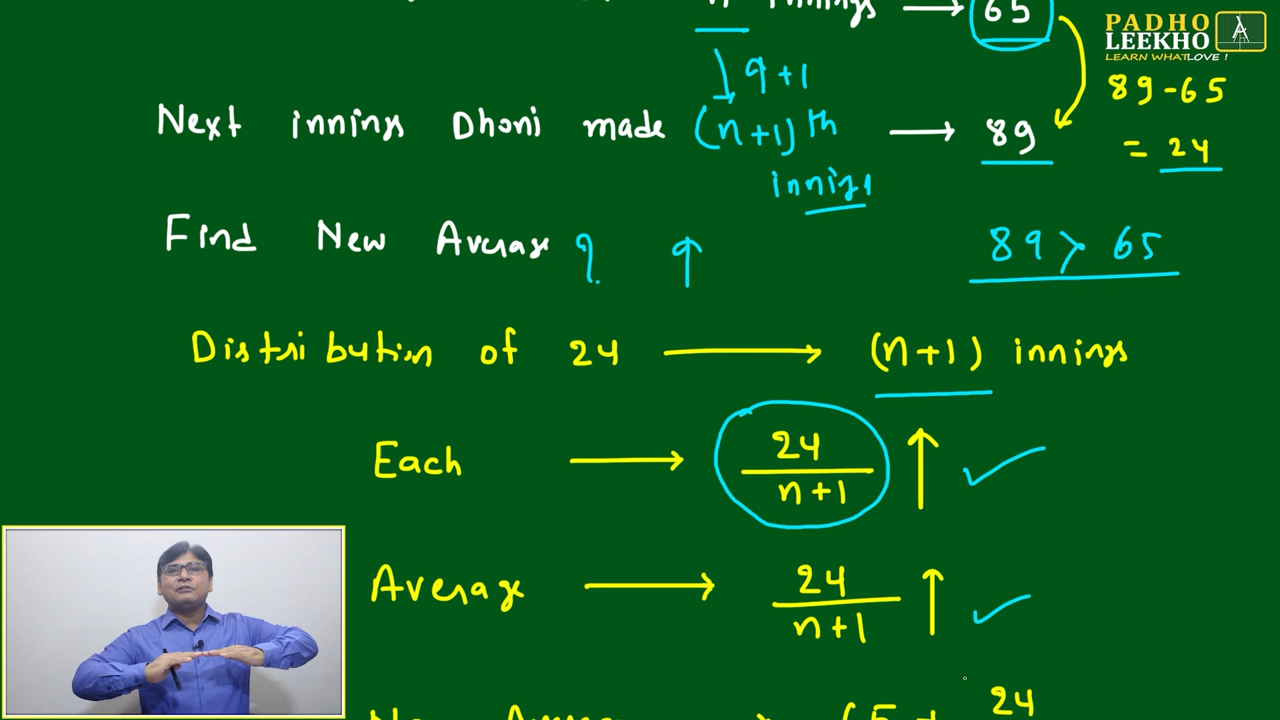 n innings → 65
PADHO
LEEKHO
LEARN WHAT LOVE !
↓ 9+1
89-65
= 24
Next innings Dhoni made (n+1)th → 89
innings
Find New Average ? ↑
89 > 65
Distribution of 24 → (n+1) innings
Each → 24/n+1 ↑ ✓
Average → 24/n+1 ↑ ✓
24
65 +